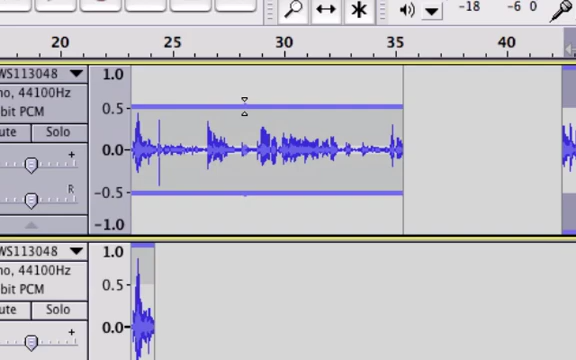 -18 -6 0
20 25 30 35 40
WS113048
no, 44100Hz
bit PCM
ute Solo
+
R
1.0
0.5
0.0
-0.5
-1.0
WS113048
no, 44100Hz
bit PCM
ute Solo
+
1.0
0.5
0.0